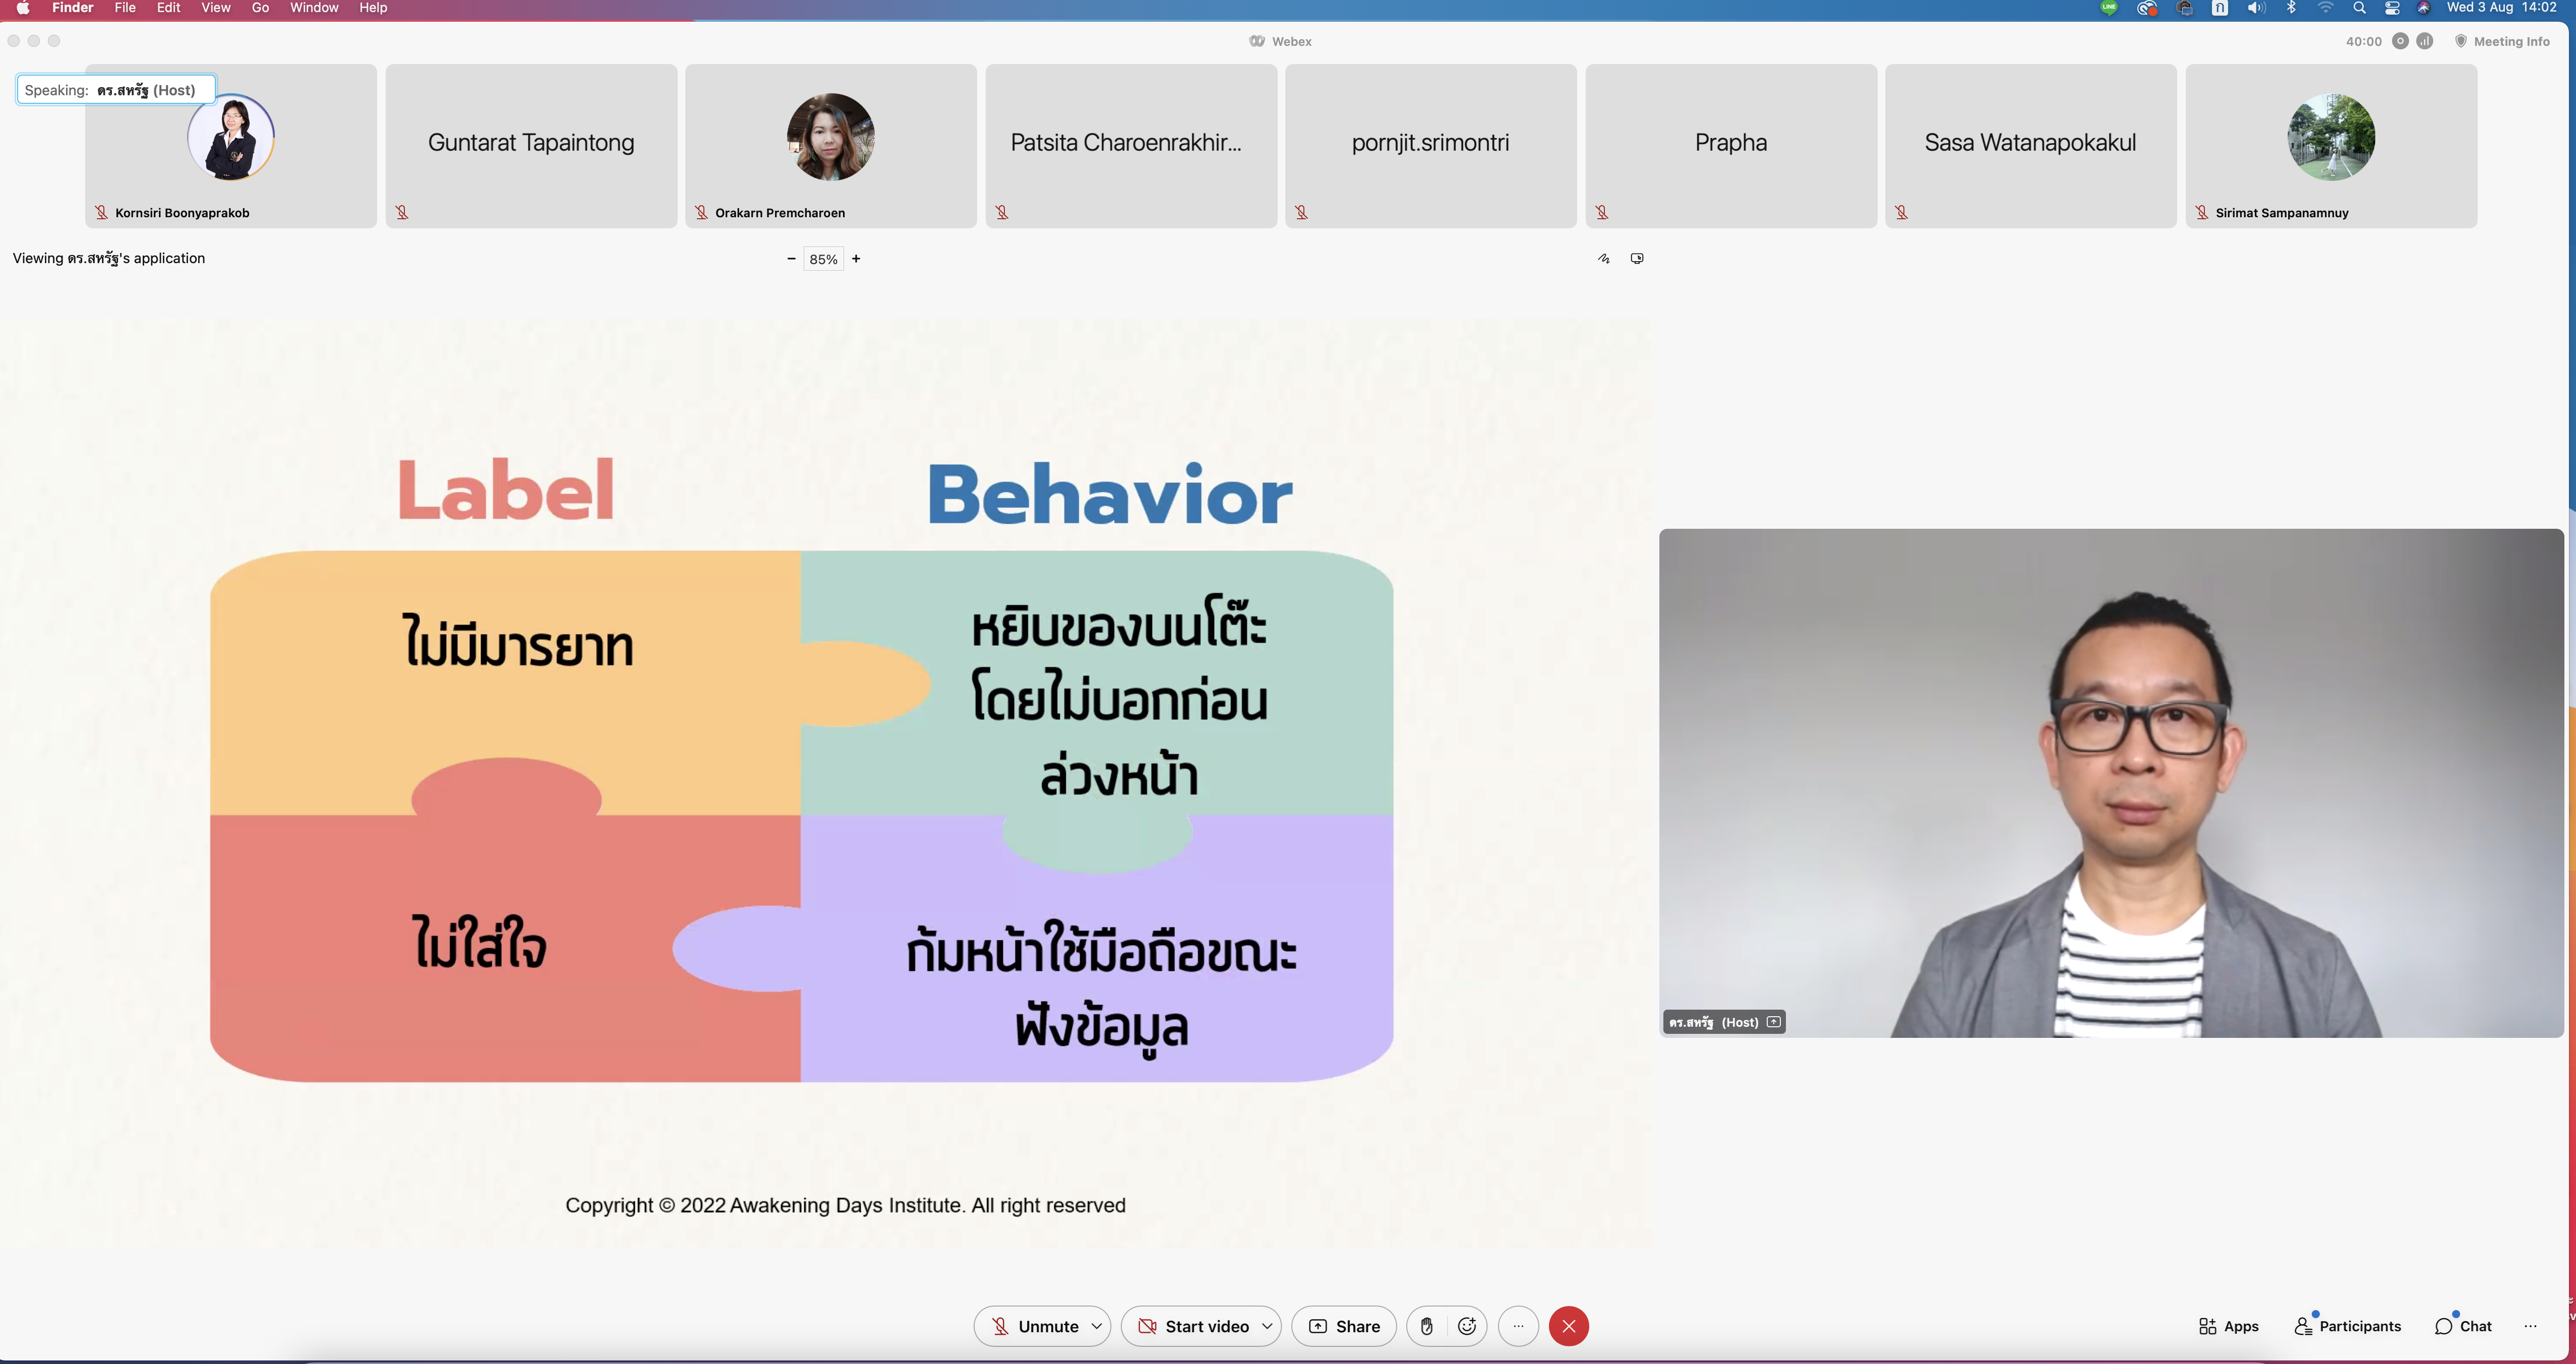 Finder File Edit View Go Window Help
LINE ก Wed 3 Aug 14:02
Webex
40:00 Meeting Info
Speaking: ดร.สหรัฐ (Host)
Kornsiri Boonyaprakob
Guntarat Tapaintong
Orakarn Premcharoen
Patsita Charoenrakhir...
pornjit.srimontri
Prapha
Sasa Watanapokakul
Sirimat Sampanamnuy
Viewing ดร.สหรัฐ's application
− 85% +
Label
Behavior
ไม่มีมารยาท
หยิบของบนโต๊ะ
โดยไม่บอกก่อน
ล่วงหน้า
ไม่ใส่ใจ
ก้มหน้าใช้มือถือขณะ
ฟังข้อมูล
Copyright © 2022 Awakening Days Institute. All right reserved
ดร.สหรัฐ (Host)
Unmute Start video Share
Apps Participants Chat